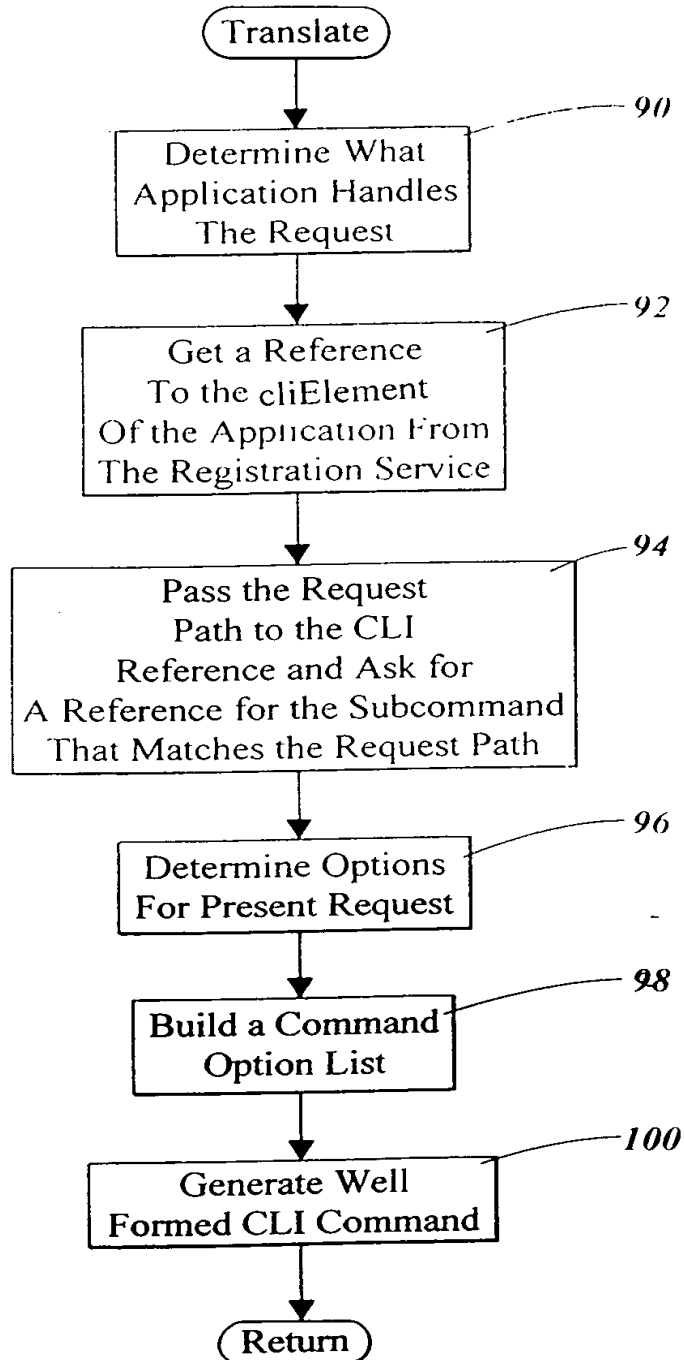 Translate
90
Determine What
Application Handles
The Request
92
Get a Reference
To the cliElement
Of the Application From
The Registration Service
94
Pass the Request
Path to the CLI
Reference and Ask for
A Reference for the Subcommand
That Matches the Request Path
96
Determine Options
For Present Request
98
Build a Command
Option List
100
Generate Well
Formed CLI Command
Return